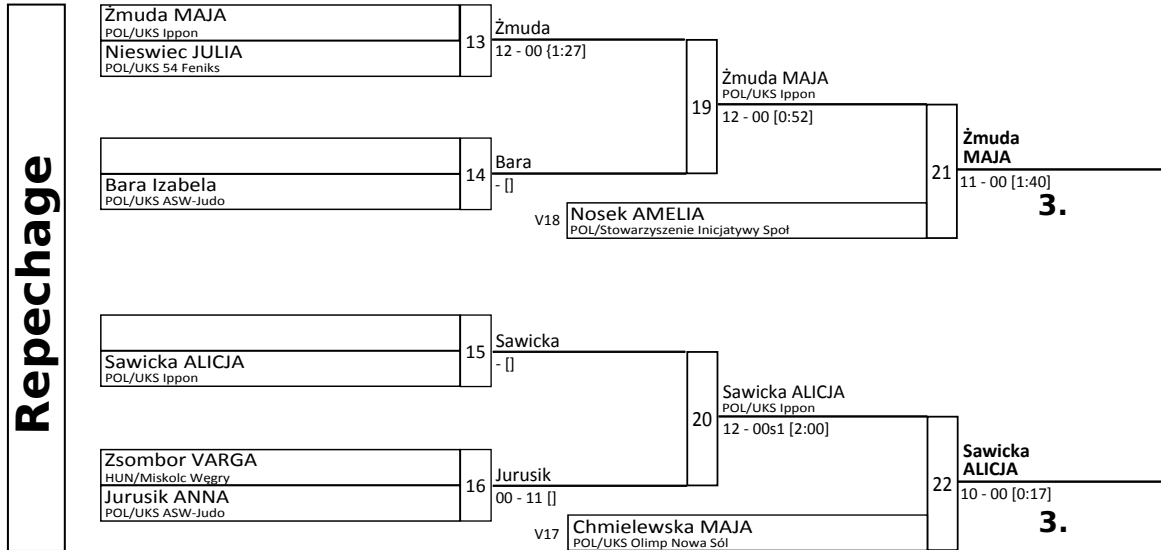 Repechage
Żmuda MAJA
POL/UKS Ippon
Nieswiec JULIA
POL/UKS 54 Feniks
13
Żmuda
12 - 00 {1:27]
Bara Izabela
POL/UKS ASW-Judo
14
Bara
- []
19
Żmuda MAJA
POL/UKS Ippon
12 - 00 [0:52]
V18
Nosek AMELIA
POL/Stowarzyszenie Inicjatywy Społ
21
Żmuda
MAJA
11 - 00 [1:40]
3.
Sawicka ALICJA
POL/UKS Ippon
15
Sawicka
- []
Zsombor VARGA
HUN/Miskolc Węgry
Jurusik ANNA
POL/UKS ASW-Judo
16
Jurusik
00 - 11 []
20
Sawicka ALICJA
POL/UKS Ippon
12 - 00s1 [2:00]
V17
Chmielewska MAJA
POL/UKS Olimp Nowa Sól
22
Sawicka
ALICJA
10 - 00 [0:17]
3.